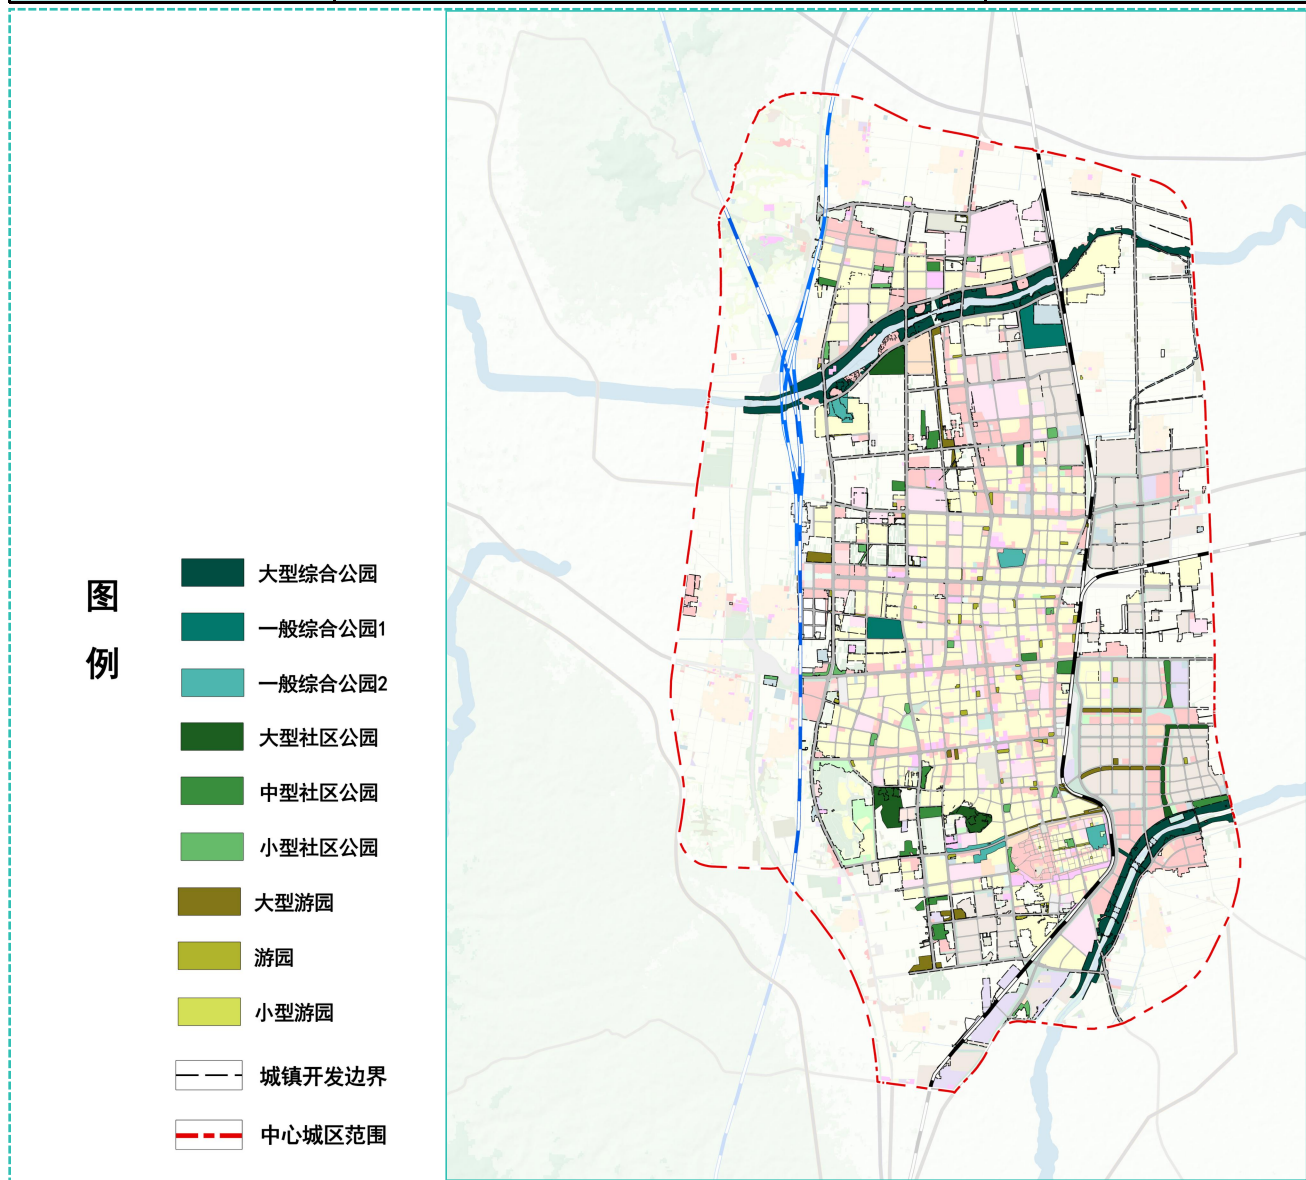 图
例
大型综合公园
一般综合公园1
一般综合公园2
大型社区公园
中型社区公园
小型社区公园
大型游园
游园
小型游园
城镇开发边界
中心城区范围